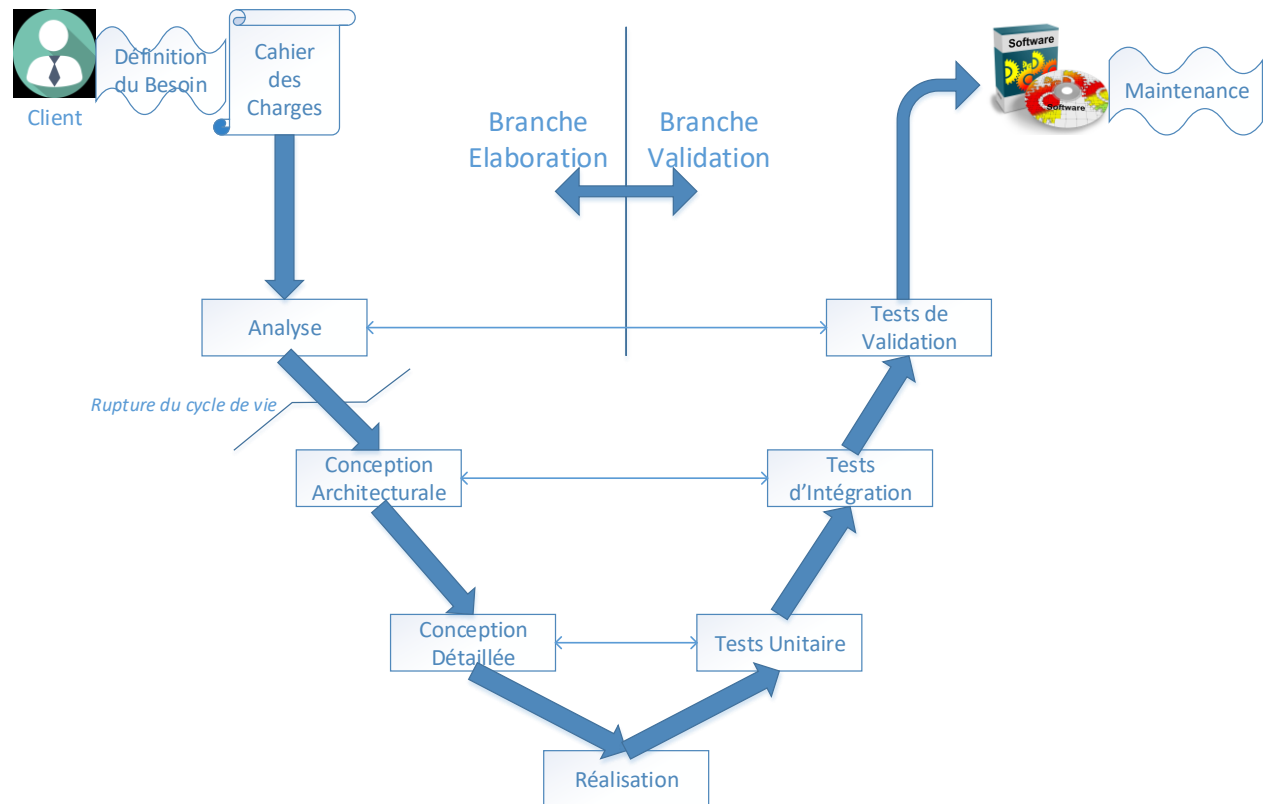 Définition
du Besoin
Client
Cahier
des
Charges
Branche
Elaboration
Branche
Validation
Software
Software
Maintenance
Analyse
Tests de
Validation
Rupture du cycle de vie
Conception
Architecturale
Tests
d'Intégration
Conception
Détaillée
Tests Unitaire
Réalisation